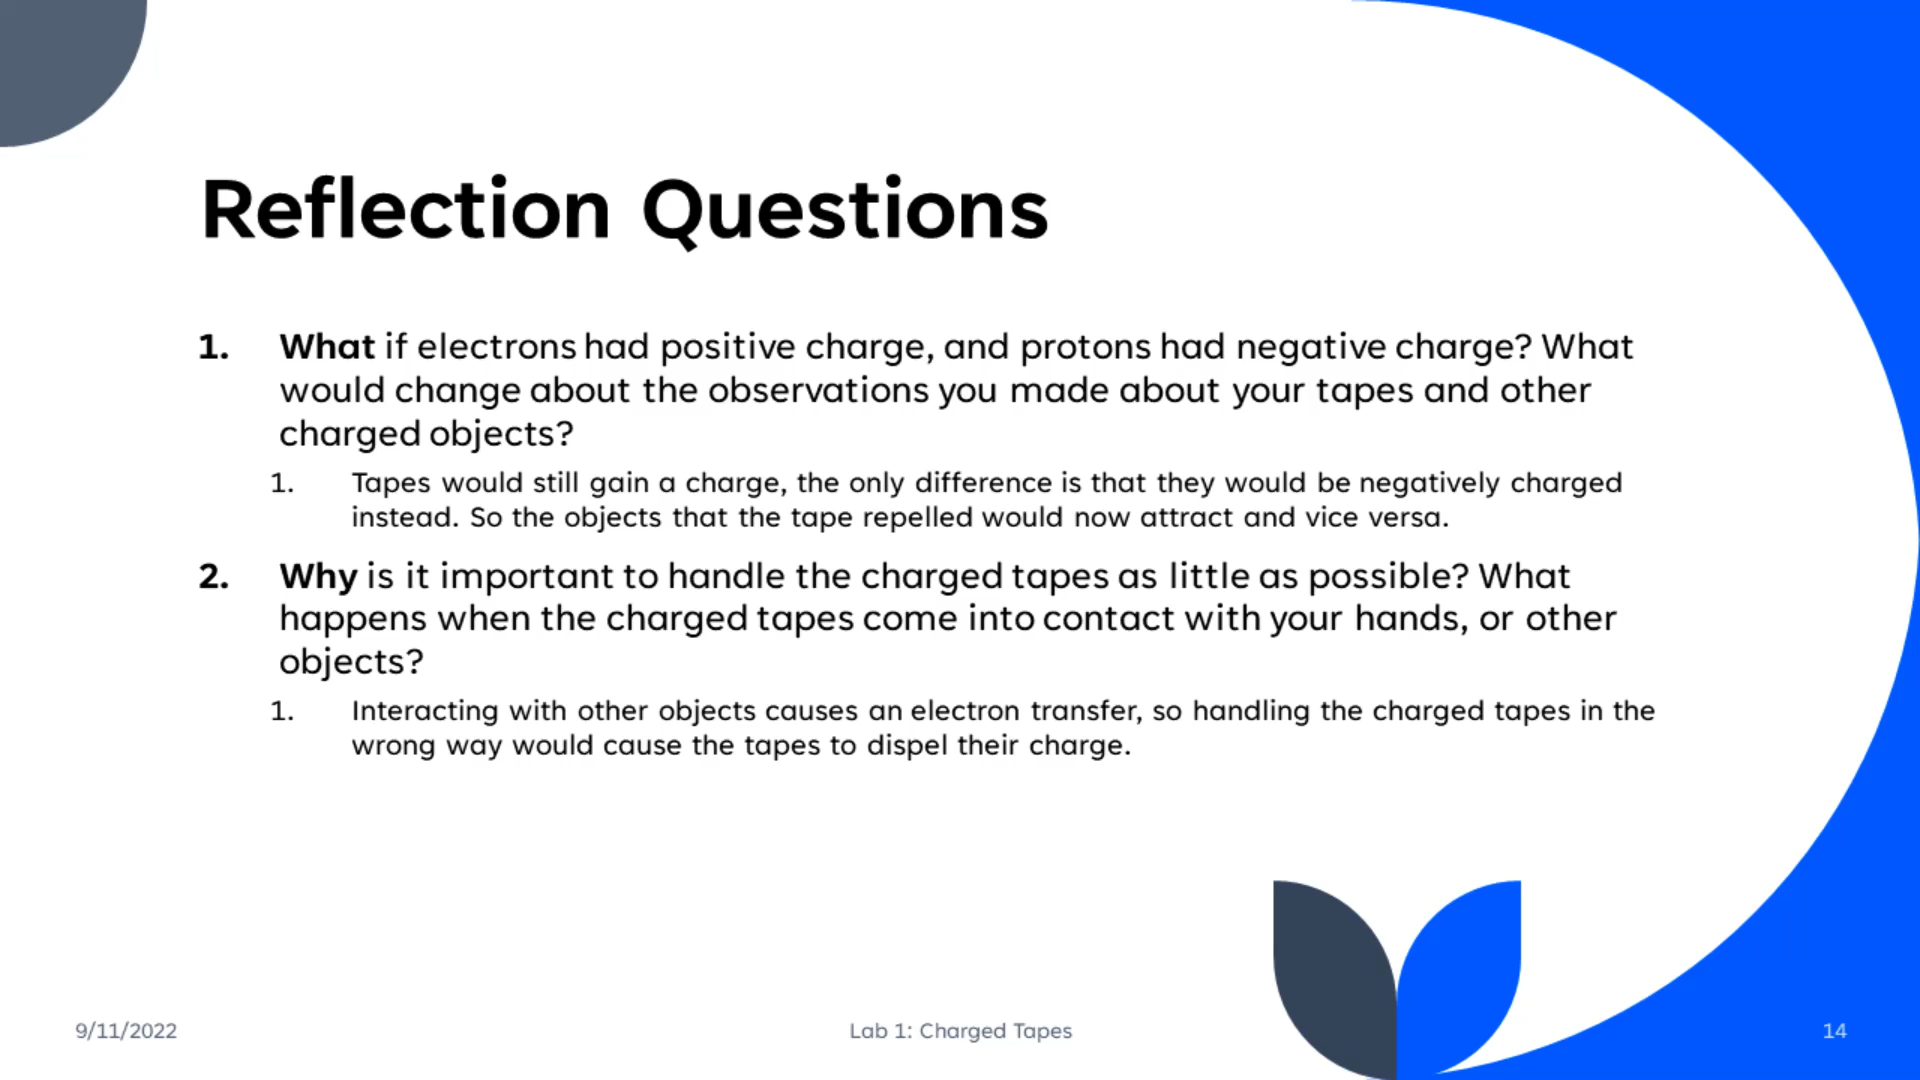 Reflection Questions
1. What if electrons had positive charge, and protons had negative charge? What
would change about the observations you made about your tapes and other
charged objects?
1. Tapes would still gain a charge, the only difference is that they would be negatively charged
instead. So the objects that the tape repelled would now attract and vice versa.
2. Why is it important to handle the charged tapes as little as possible? What
happens when the charged tapes come into contact with your hands, or other
objects?
1. Interacting with other objects causes an electron transfer, so handling the charged tapes in the
wrong way would cause the tapes to dispel their charge.
9/11/2022
Lab 1: Charged Tapes
14